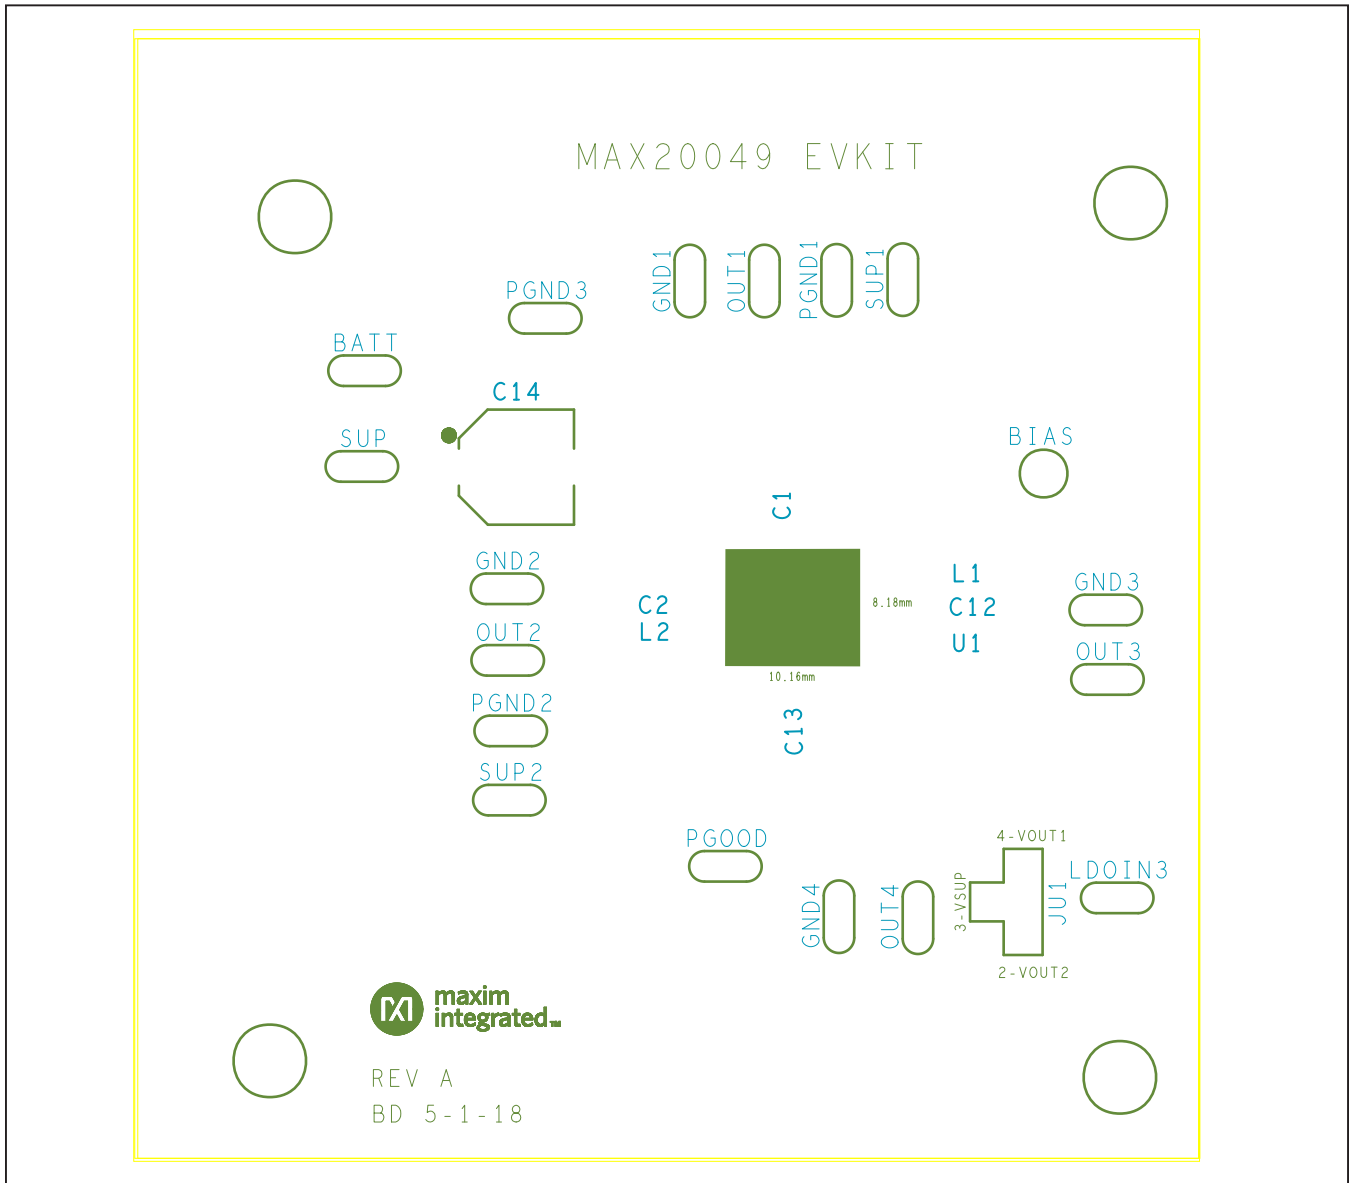 MAX20049 EVKIT
GND1
OUT1
PGND1
SUP1
PGND3
BATT
C14
SUP
BIAS
C1
GND2
L1
GND3
C2
8.18mm
C12
L2
OUT2
U1
OUT3
10.16mm
PGND2
C13
SUP2
PGOOD
4-VOUT1
LDOIN3
GND4
OUT4
3-VSUP
JU1
2-VOUT2
maxim
integrated™
REV A
BD 5-1-18